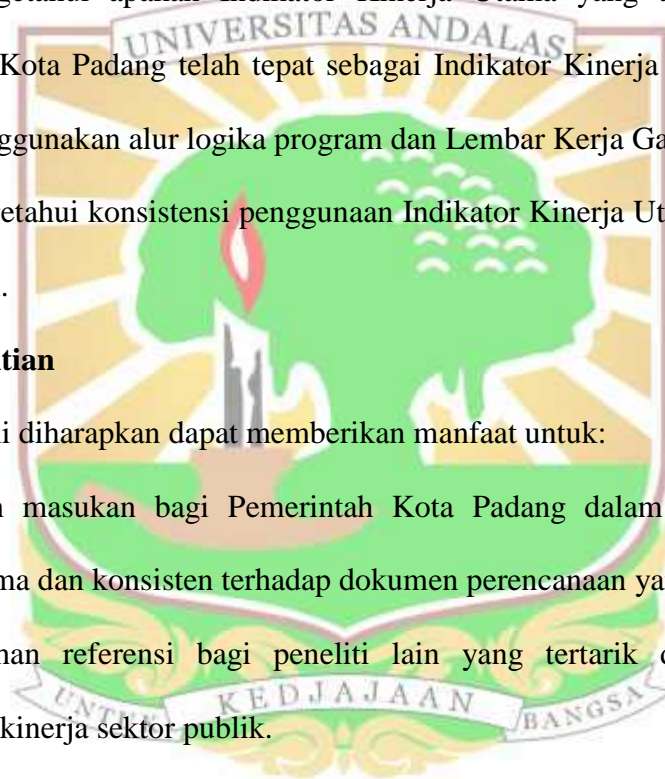 UNIVERSITAS ANDALAS
Kota Padang telah tepat sebagai Indikator Kinerja
ggunakan alur logika program dan Lembar Kerja Ga
etahui konsistensi penggunaan Indikator Kinerja Ut
.
tian
i diharapkan dapat memberikan manfaat untuk:
n masukan bagi Pemerintah Kota Padang dalam
ma dan konsisten terhadap dokumen perencanaan ya
han referensi bagi peneliti lain yang tertarik d
UNTUK KEDJAJAAN BANGSA
kinerja sektor publik.